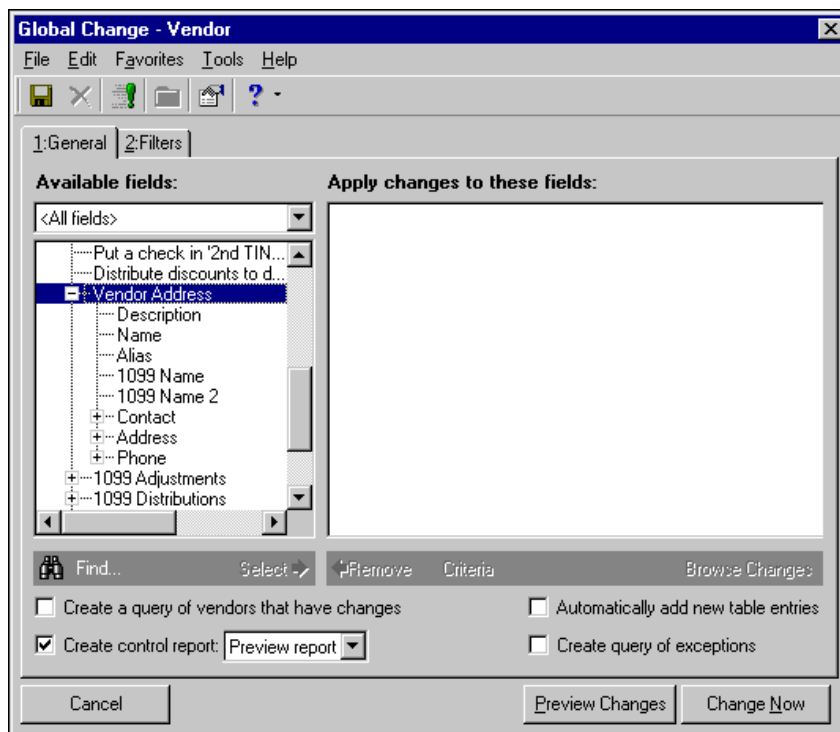 Global Change - Vendor
File Edit Favorites Tools Help
1:General 2:Filters
Available fields: Apply changes to these fields:
<All fields>
Put a check in '2nd TIN...
Distribute discounts to d...
Vendor Address
Description
Name
Alias
1099 Name
1099 Name 2
Contact
Address
Phone
1099 Adjustments
1099 Distributions
Find... Select Remove Criteria Browse Changes
Create a query of vendors that have changes Automatically add new table entries
Create control report: Preview report Create query of exceptions
Cancel Preview Changes Change Now